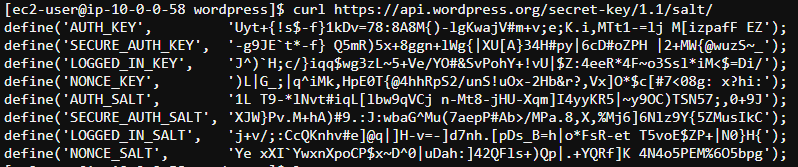 [ec2-user@ip-10-0-0-58 wordpress]$ curl https://api.wordpress.org/secret-key/1.1/salt/
define('AUTH_KEY',         'Uyt+{!s$-f}1kDv=78:8A8M{)-lgKwajV#m+v;e;K.i,MTt1-=lj M[izpafF EZ');
define('SECURE_AUTH_KEY',  '-g9JE`t*-f} Q5mR)5x+8ggn+lWg{|XU[A}34H#py|6cD#oZPH |2+MW{@wuzS~_');
define('LOGGED_IN_KEY',    'J^)`H;c/}iqq$wg3zL~5+Ve/YO#&SvPohY+!vU|$Z:4eeR*4F~o3Ssl*iMk$=Di/');
define('NONCE_KEY',        ')L|G_;|q^iMk,HpE0T{@4hhRpS2/unS!uOx-2Hb&r?,Vx]O*$c[#7<08g: x?hi:');
define('AUTH_SALT',        '1L T9-*lNvt#iqL[lbw9qVCj n-Mt8-jHU-Xqm]I4yyKR5|~y9OC)TSN57;,0+9J');
define('SECURE_AUTH_SALT', 'XJW}Pv.M+hA)#9.:J:wbaG^Mu(7aepP#Ab>/MPa.8,X,%Mj6]6Nlz9Y{5ZMusIkC');
define('LOGGED_IN_SALT',   'j+v/;:CcQKnhv#e]@q|]H-v=-]d7nh.[pDs_B=h|o*FsR-et T5voE$ZP+|N0}H{');
define('NONCE_SALT',       'Ye xXI`YwxnXpoCP$x~D^0|uDah:]42QFls+)Qp|.+YQRf]K 4N4o5PEM%6O5bpg');